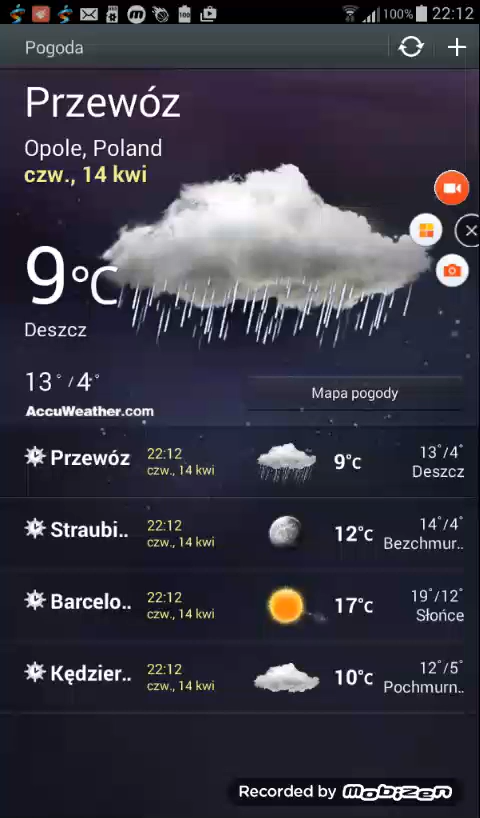 100% 22:12
Pogoda
Przewóz
Opole, Poland
czw., 14 kwi
9°C
Deszcz
13°/4°
Mapa pogody
AccuWeather.com
Przewóz 22:12 czw., 14 kwi 9°C 13°/4° Deszcz
Straubi.. 22:12 czw., 14 kwi 12°C 14°/4° Bezchmur..
Barcelo.. 22:12 czw., 14 kwi 17°C 19°/12° Słońce
Kędzier.. 22:12 czw., 14 kwi 10°C 12°/5° Pochmurn..
Recorded by Mobizen